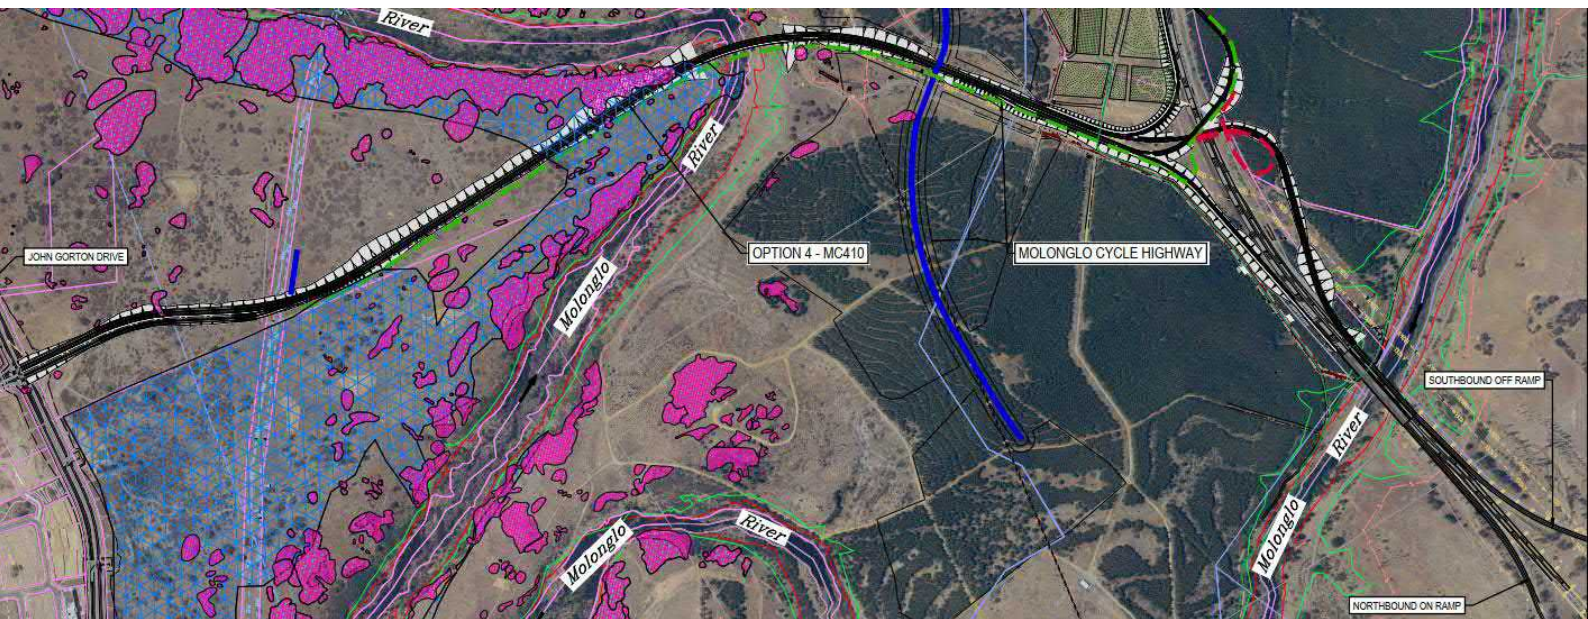 River
JOHN GORTON DRIVE
River
Molonglo
OPTION 4 - MC410
MOLONGLO CYCLE HIGHWAY
SOUTHBOUND OFF RAMP
River
Molonglo
River
Molonglo
NORTHBOUND ON RAMP